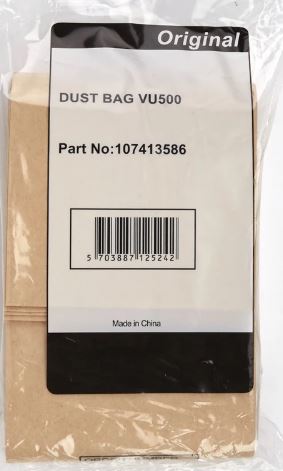 Original
DUST BAG VU500
Part No:107413586
5 703887 125242
Made in China